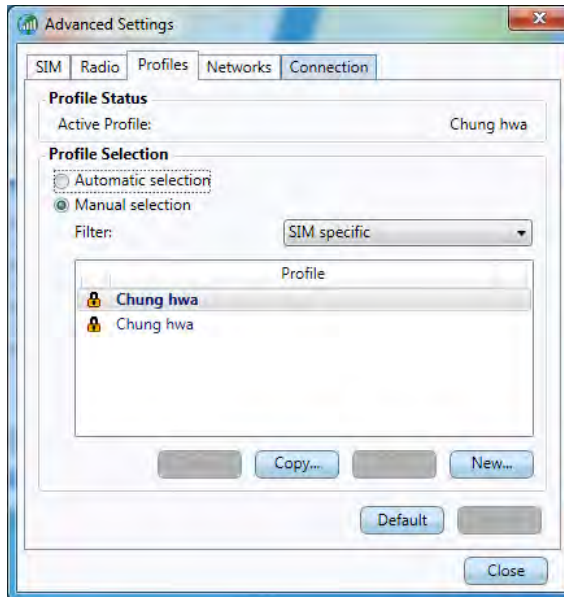 Advanced Settings
SIM Radio Profiles Networks Connection
Profile Status
Active Profile: Chung hwa
Profile Selection
Automatic selection
Manual selection
Filter: SIM specific
Profile
Chung hwa
Chung hwa
Copy... New...
Default
Close